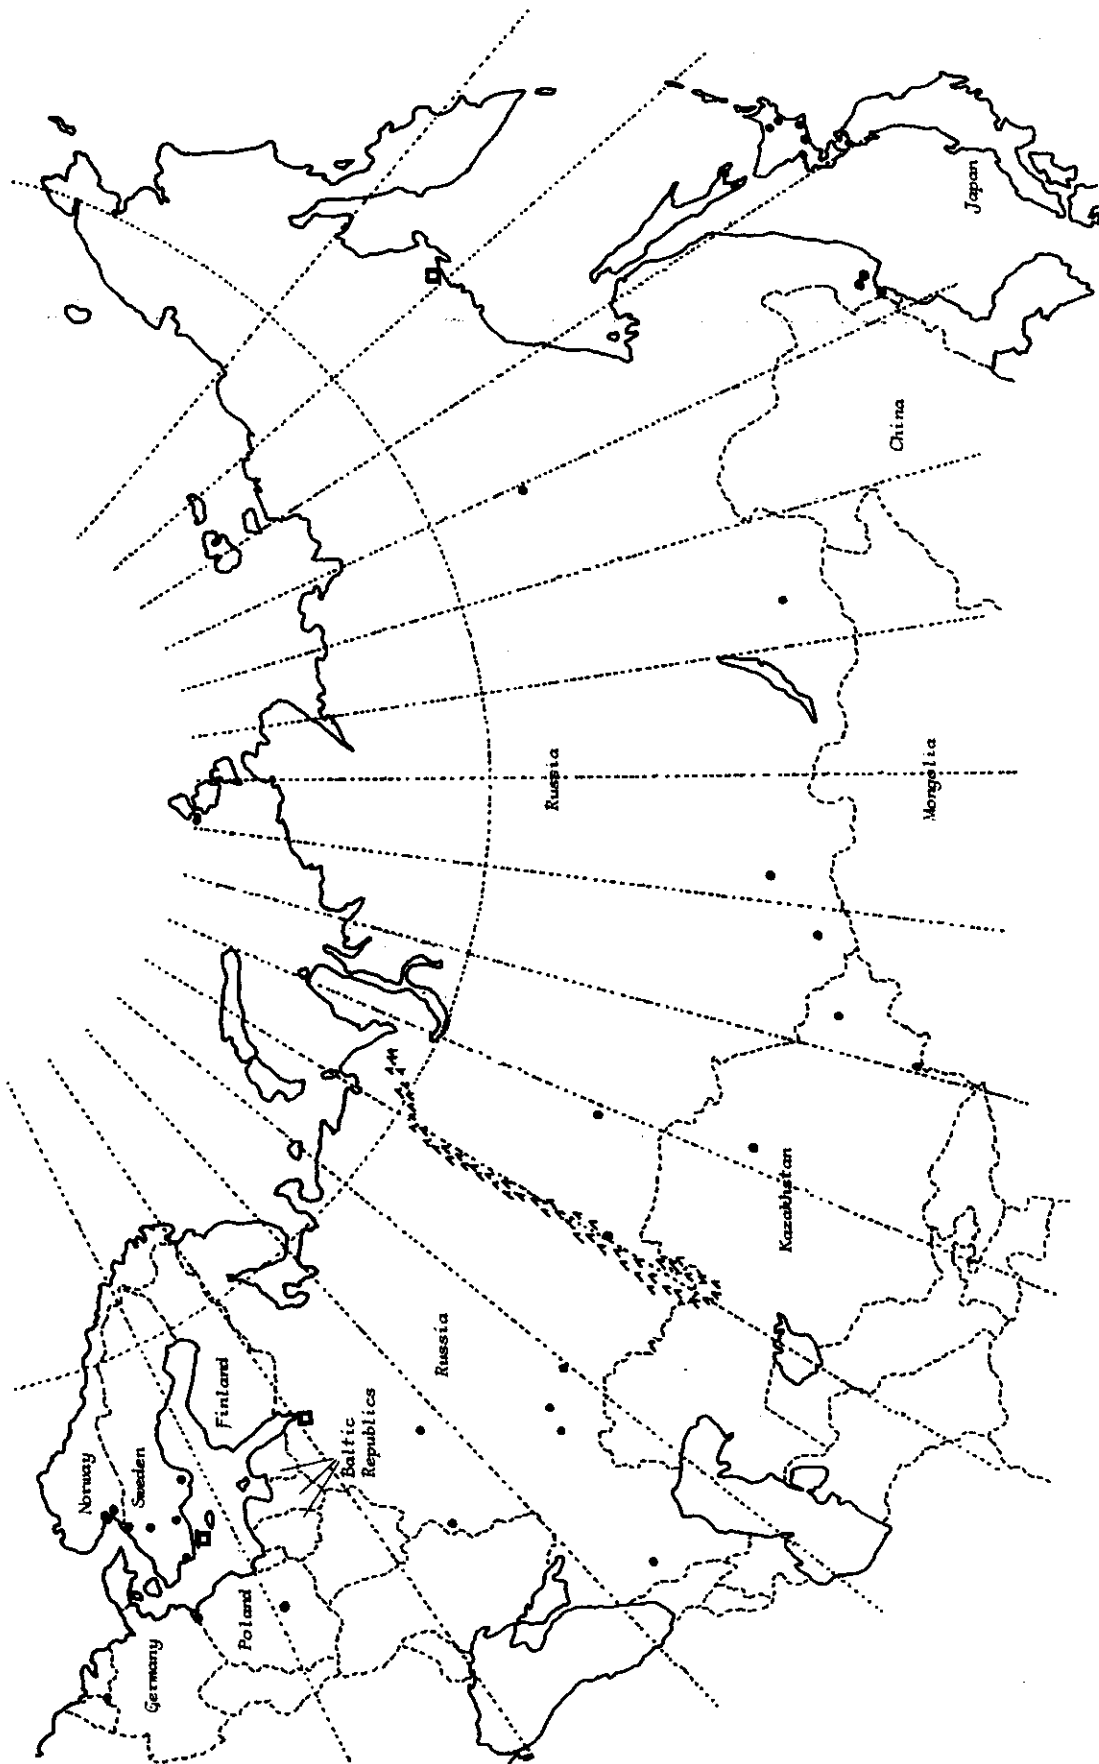 Norway
Sweden
Finland
Germany
Poland
Baltic
Republics
Russia
Kazakhstan
Russia
Mongolia
China
Japan